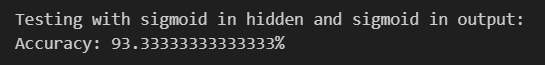 Testing with sigmoid in hidden and sigmoid in output:
Accuracy: 93.33333333333333%